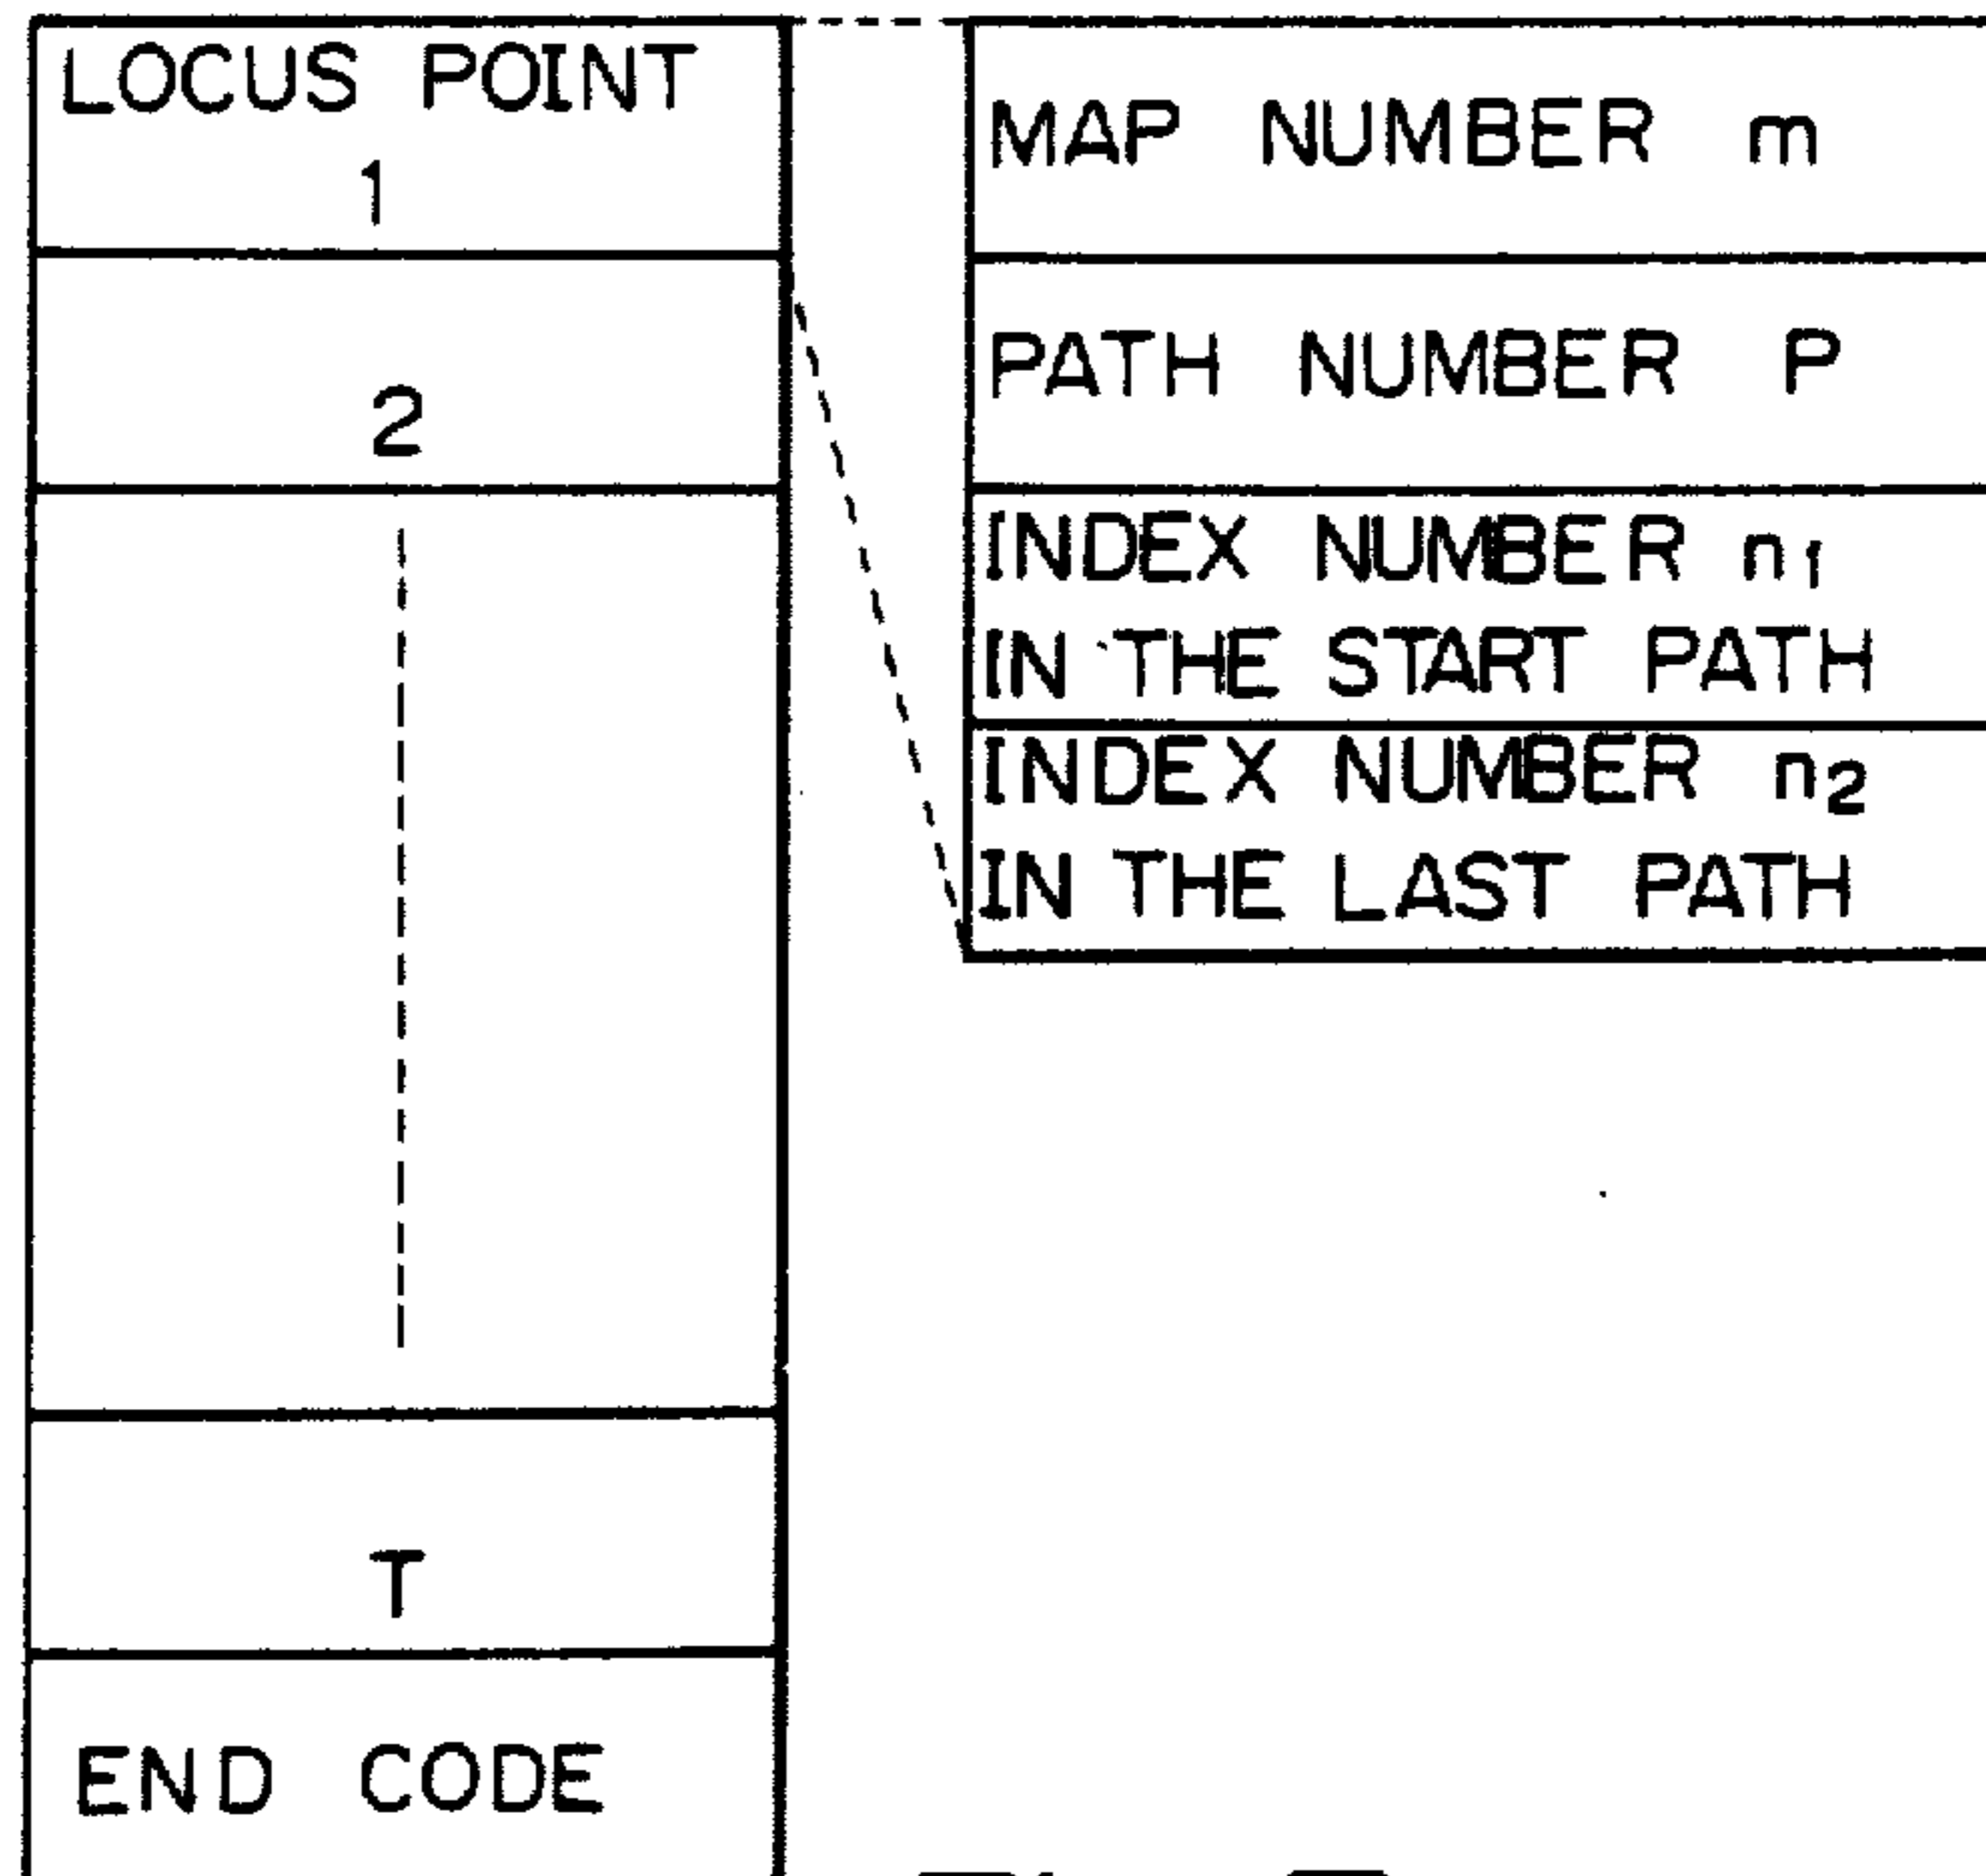 LOCUS POINT
1
2
T
END CODE
MAP NUMBER m
PATH NUMBER P
INDEX NUMBER n₁
IN THE START PATH
INDEX NUMBER n₂
IN THE LAST PATH